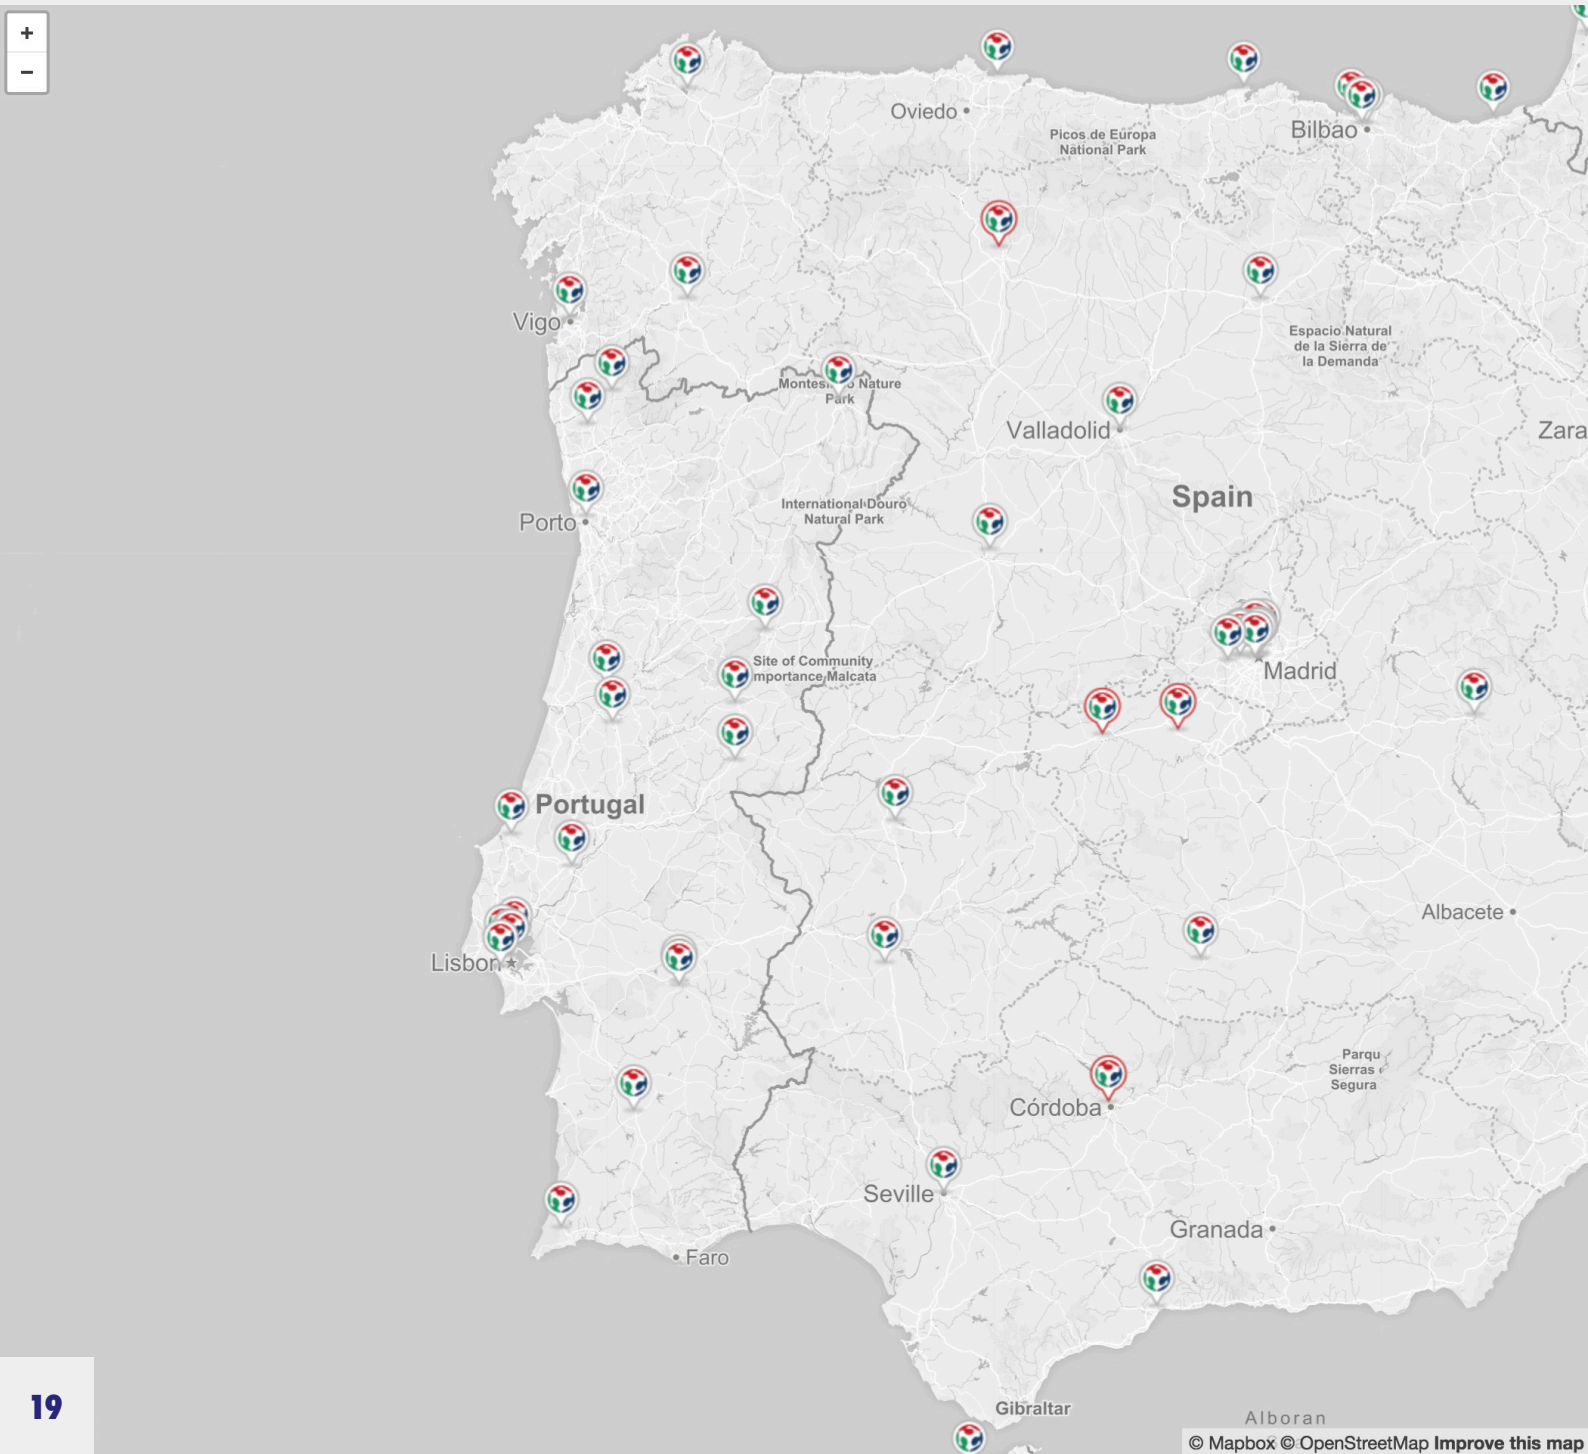 +
−
Oviedo
Picos de Europa
National Park
Bilbao
Vigo
Espacio Natural
de la Sierra de
la Demanda
Nature
Park
Valladolid
Zara
Spain
International Douro
Natural Park
Porto
Site of Community
mportance Malcata
Madrid
Portugal
Albacete
Lisbon
Parqu
Sierras
Segura
Córdoba
Seville
Granada
Faro
Gibraltar
Alboran
19
© Mapbox © OpenStreetMap Improve this map